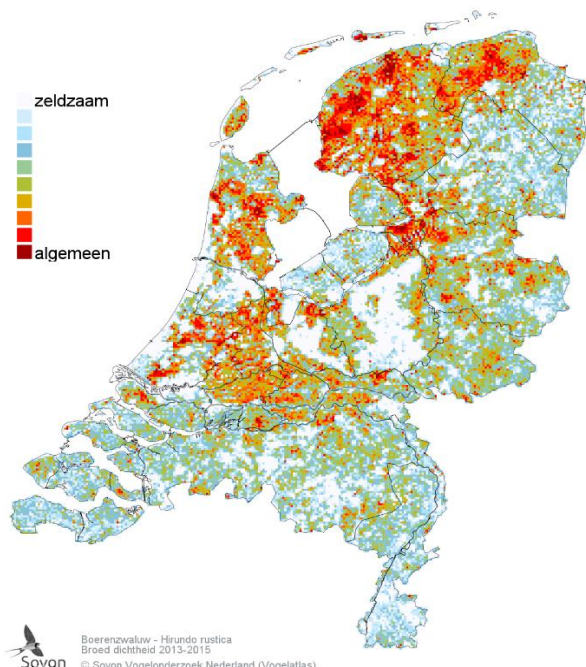 zeldzaam
algemeen
Boerenzwaluw - Hirundo rustica
Broed dichtheid 2013-2015
Sovon
© Sovon Vogelonderzoek Nederland (Vogelatlas)